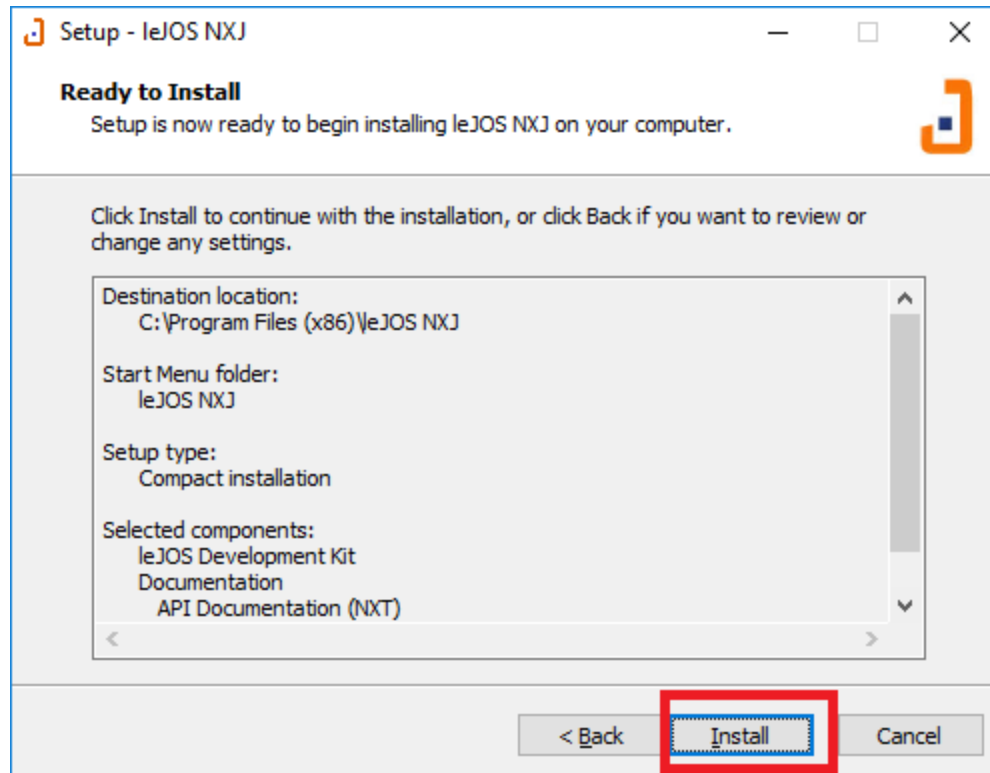 Setup - leJOS NXJ
Ready to Install
Setup is now ready to begin installing leJOS NXJ on your computer.
Click Install to continue with the installation, or click Back if you want to review or
change any settings.
Destination location:
C:\Program Files (x86)\leJOS NXJ
Start Menu folder:
leJOS NXJ
Setup type:
Compact installation
Selected components:
leJOS Development Kit
Documentation
API Documentation (NXT)
< Back
Install
Cancel